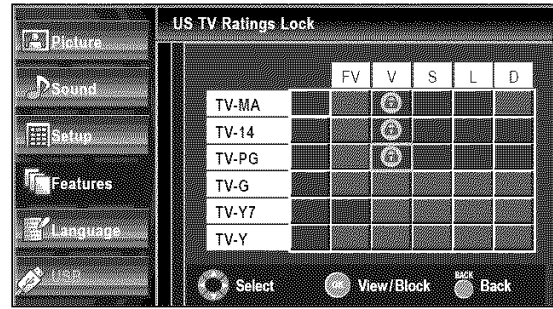 US TV Ratings Lock
Picture
Sound
Setup
Features
Language
USB
FV V S L D
TV-MA
TV-14
TV-PG
TV-G
TV-Y7
TV-Y
Select
OK View/Block
BACK Back